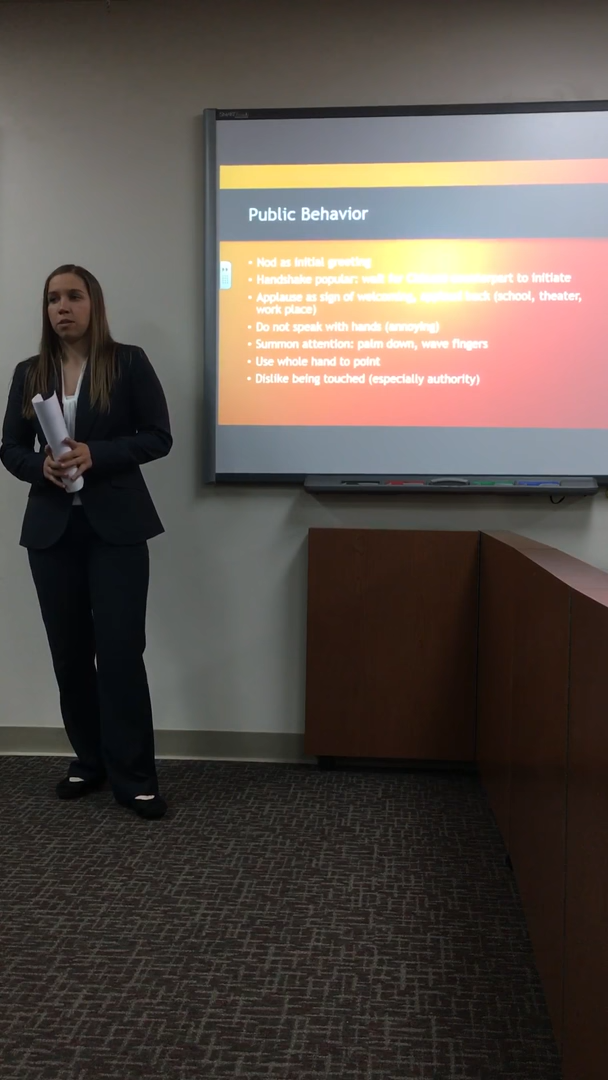 Public Behavior
• Nod as initial greeting
• Handshake popular: wait for counterpart to initiate
• Applause as sign of welcoming, applaud back (school, theater,
work place)
• Do not speak with hands (annoying)
• Summon attention: palm down, wave fingers
• Use whole hand to point
• Dislike being touched (especially authority)